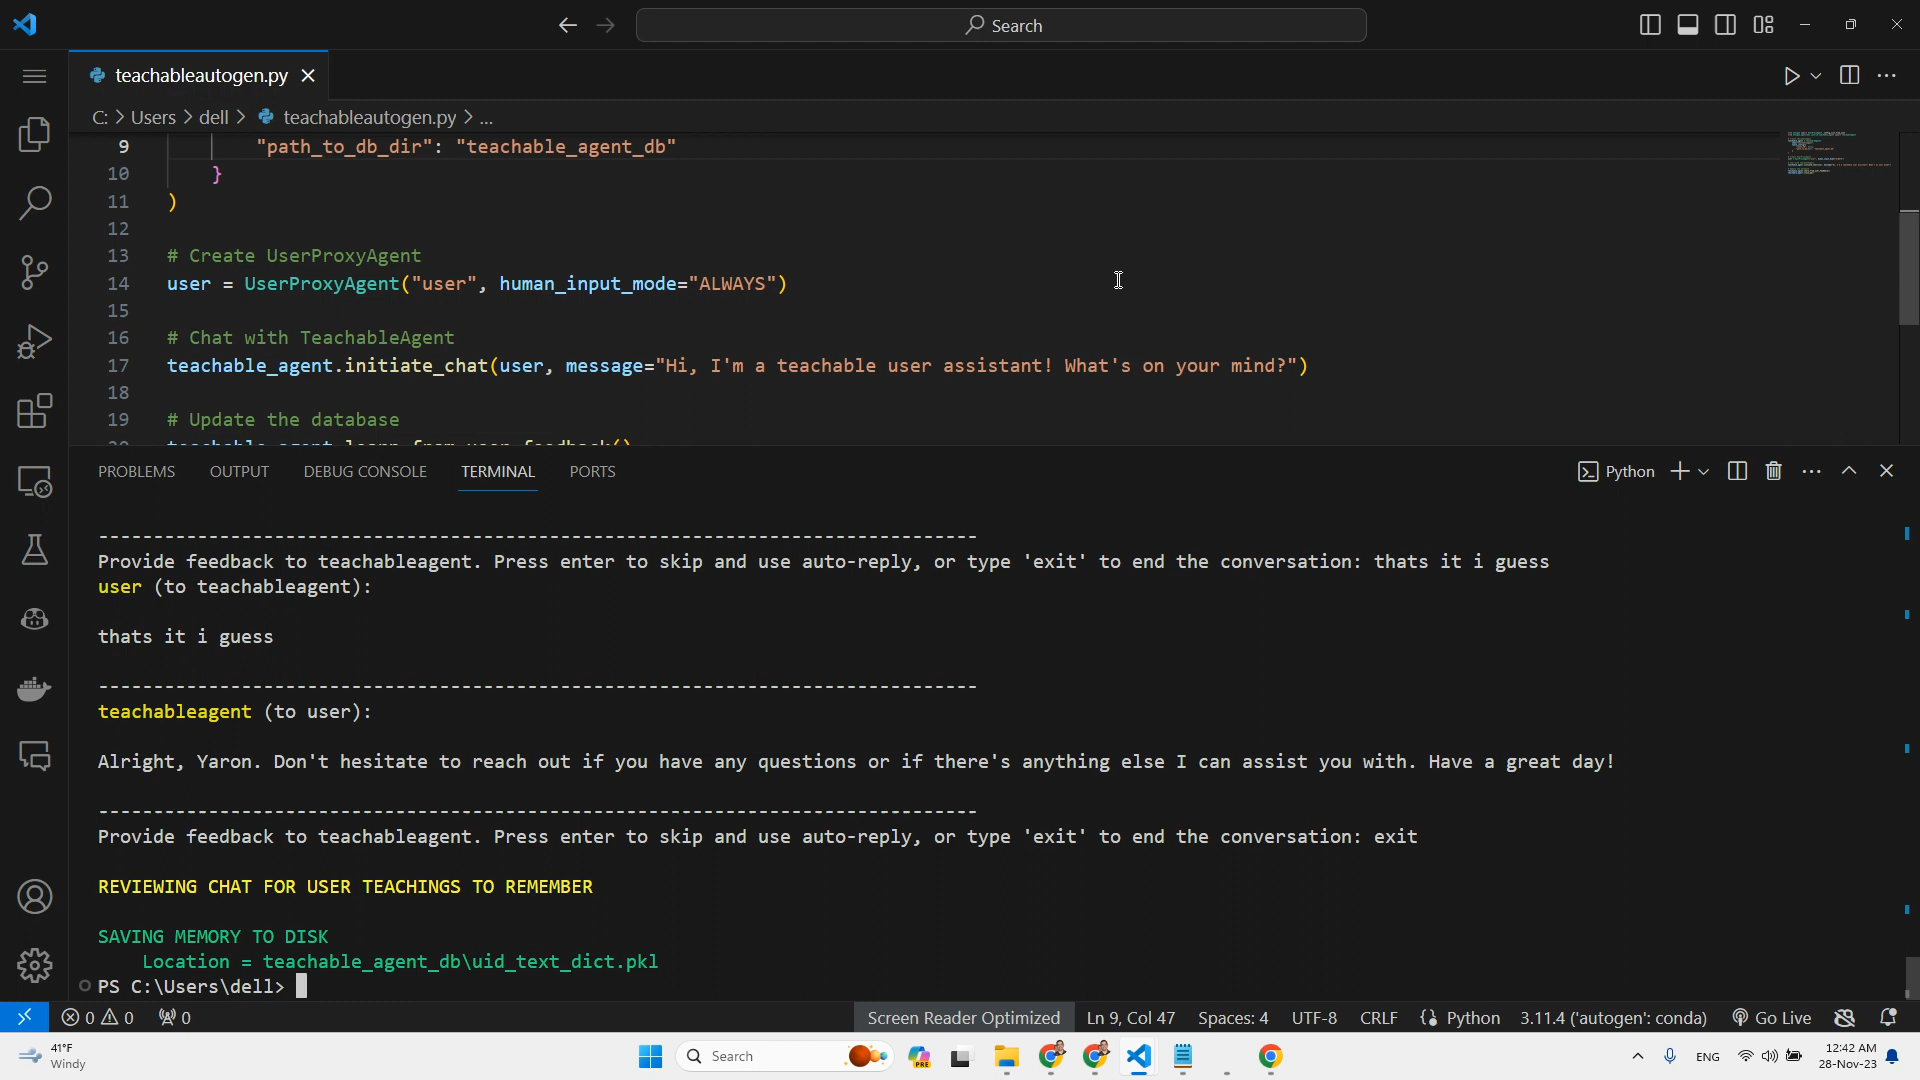 Search
teachableautogen.py
C: > Users > dell > teachableautogen.py > ...
9 "path_to_db_dir": "teachable_agent_db"
10 }
11 )
12
13 # Create UserProxyAgent
14 user = UserProxyAgent("user", human_input_mode="ALWAYS")
15
16 # Chat with TeachableAgent
17 teachable_agent.initiate_chat(user, message="Hi, I'm a teachable user assistant! What's on your mind?")
18
19 # Update the database
20 teachable_agent.learn_from_user_feedback()
PROBLEMS OUTPUT DEBUG CONSOLE TERMINAL PORTS Python
--------------------------------------------------------------------------------
Provide feedback to teachableagent. Press enter to skip and use auto-reply, or type 'exit' to end the conversation: thats it i guess
user (to teachableagent):
thats it i guess
--------------------------------------------------------------------------------
teachableagent (to user):
Alright, Yaron. Don't hesitate to reach out if you have any questions or if there's anything else I can assist you with. Have a great day!
--------------------------------------------------------------------------------
Provide feedback to teachableagent. Press enter to skip and use auto-reply, or type 'exit' to end the conversation: exit
REVIEWING CHAT FOR USER TEACHINGS TO REMEMBER
SAVING MEMORY TO DISK
Location = teachable_agent_db\uid_text_dict.pkl
PS C:\Users\dell>
0 0 0 Screen Reader Optimized Ln 9, Col 47 Spaces: 4 UTF-8 CRLF Python 3.11.4 ('autogen': conda) Go Live
41°F
Windy
Search
PRE
ENG
12:42 AM
28-Nov-23